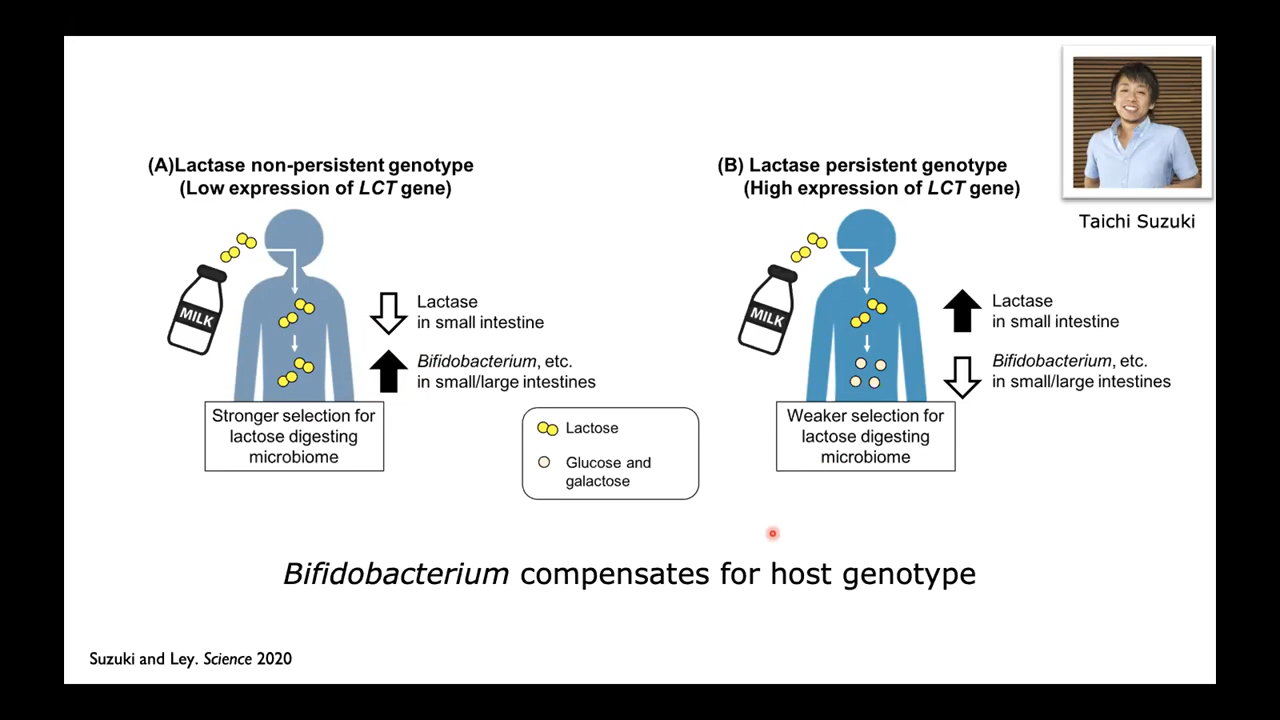 (A)Lactase non-persistent genotype
(Low expression of LCT gene)
MILK
Lactase
in small intestine
Bifidobacterium, etc.
in small/large intestines
Stronger selection for
lactose digesting
microbiome
Lactose
Glucose and
galactose
(B) Lactase persistent genotype
(High expression of LCT gene)
MILK
Lactase
in small intestine
Bifidobacterium, etc.
in small/large intestines
Weaker selection for
lactose digesting
microbiome
Taichi Suzuki
Bifidobacterium compensates for host genotype
Suzuki and Ley. Science 2020